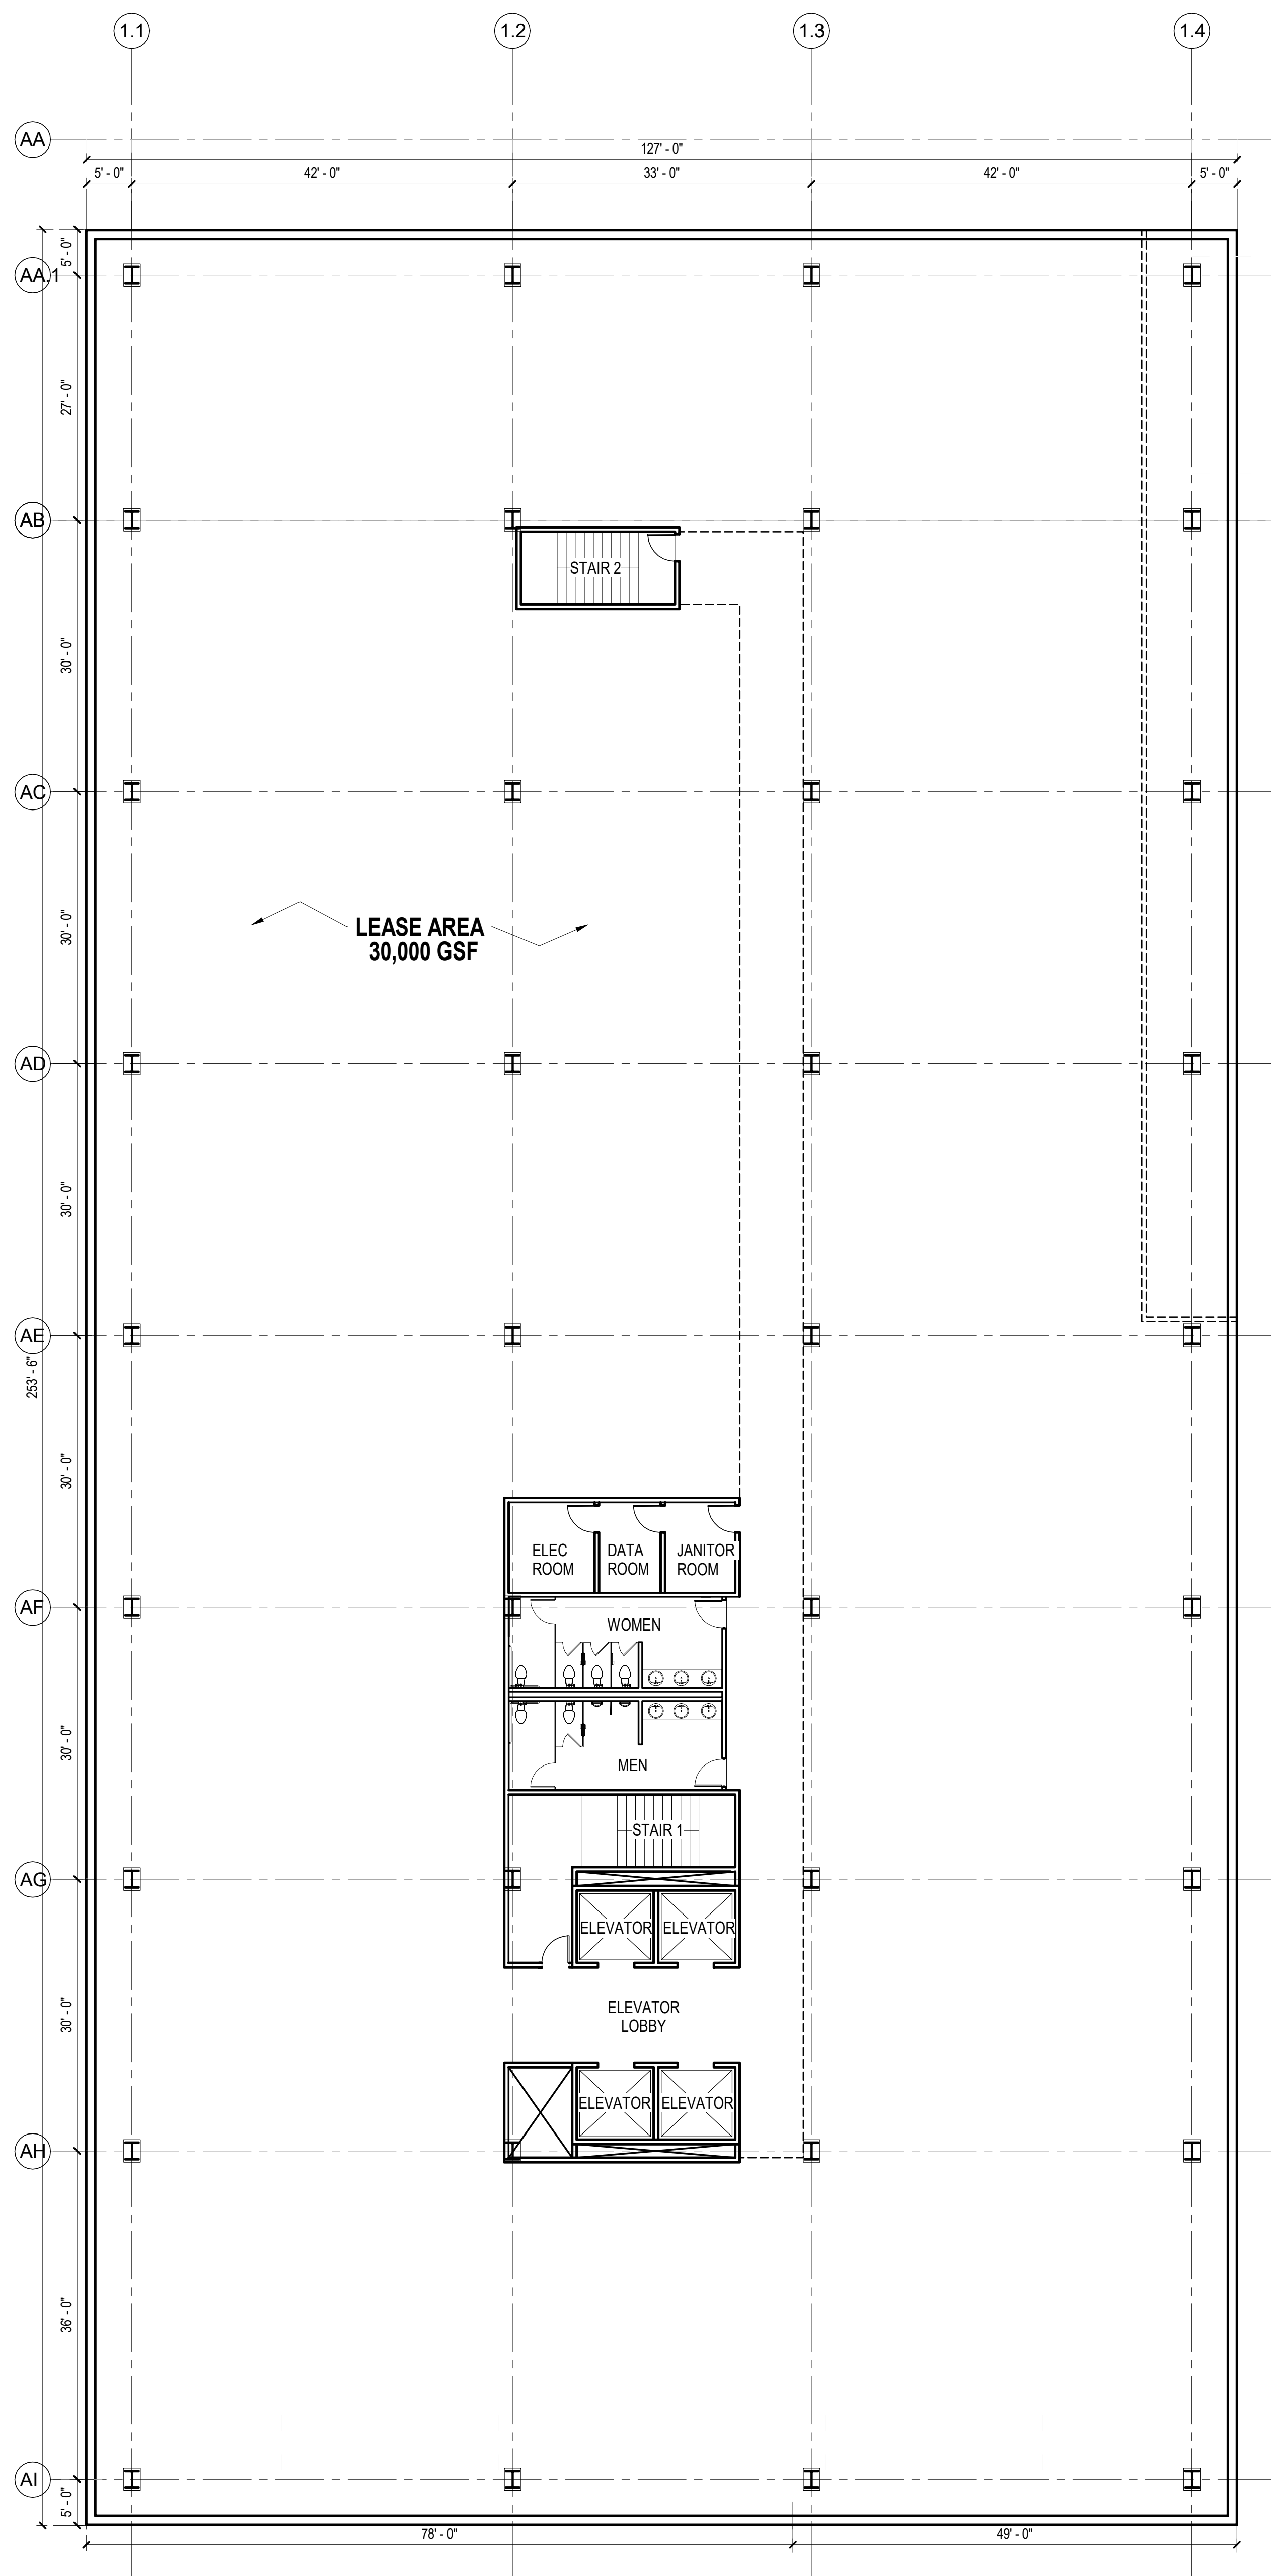 1.1
1.2
1.3
1.4
AA
127' - 0"
5' - 0"
42' - 0"
33' - 0"
42' - 0"
5' - 0"
5' - 0"
AA.1
27' - 0"
AB
STAIR 2
30' - 0"
AC
LEASE AREA
30,000 GSF
30' - 0"
AD
30' - 0"
AE
253' - 6"
30' - 0"
ELEC
ROOM
DATA
ROOM
JANITOR
ROOM
AF
WOMEN
30' - 0"
MEN
STAIR 1
AG
ELEVATOR
ELEVATOR
30' - 0"
ELEVATOR
LOBBY
ELEVATOR
ELEVATOR
AH
36' - 0"
AI
5' - 0"
78' - 0"
49' - 0"